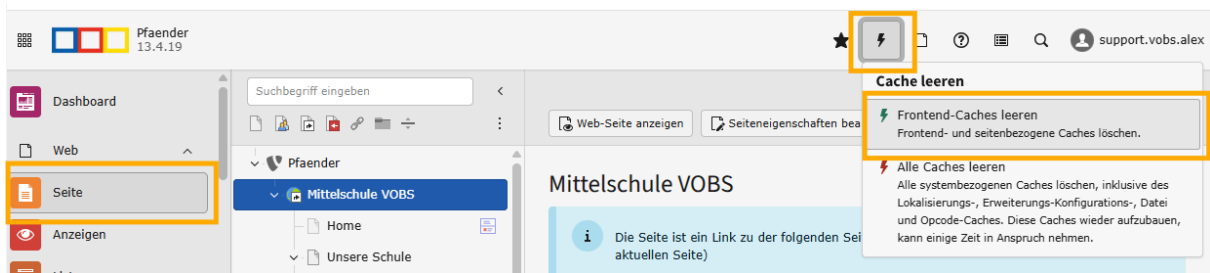 Pfaender
13.4.19
support.vobs.alex
Dashboard
Web
Seite
Anzeigen
Suchbegriff eingeben
Pfaender
Mittelschule VOBS
Home
Unsere Schule
Web-Seite anzeigen
Seiteneigenschaften bea
Mittelschule VOBS
Die Seite ist ein Link zu der folgenden Sei
aktuellen Seite)
Cache leeren
Frontend-Caches leeren
Frontend- und seitenbezogene Caches löschen.
Alle Caches leeren
Alle systembezogenen Caches löschen, inklusive des
Lokalisierungs-, Erweiterungs-Konfigurations-, Datei
und Opcode-Caches. Diese Caches wieder aufzubauen,
kann einige Zeit in Anspruch nehmen.